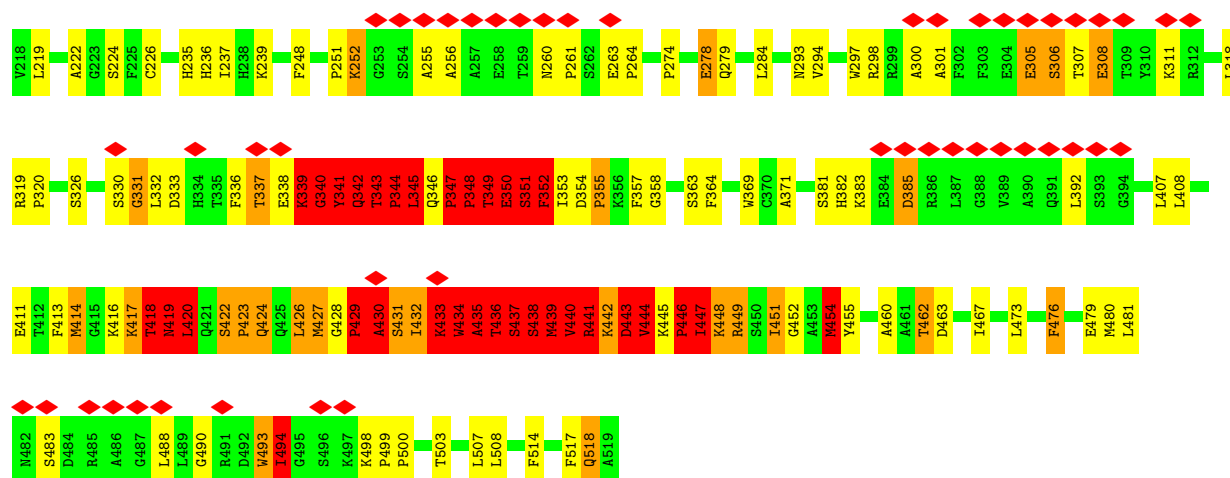 V218 L219 A222 G223 S224 F225 C226 H235 H236 I237 H238 K239 F248 P251 K252 G253 S254 A255 A256 A257 E258 T259 N260 P261 S262 E263 P264 P274 E278 Q279 L284 N293 V294 W297 R298 R299 A300 A301 F302 F303 E304 E305 S306 T307 E308 T309 Y310 K311 R312
R319 P320 S326 S330 G331 L332 D333 H334 T335 F336 T337 E338 K339 G340 Y341 Q342 T343 P344 L345 Q346 P347 P348 T349 E350 S351 F352 I353 D354 P355 K356 F357 G358 S363 F364 W369 C370 A371 S381 H382 K383 E384 D385 R386 L387 G388 V389 A390 Q391 L392 S393 G394 L407 L408
E411 T412 F413 M414 G415 K416 K417 T418 N419 L420 Q421 S422 P423 Q424 Q425 L426 M427 G428 P429 A430 S431 I432 K433 W434 A435 T436 S437 S438 M439 V440 R441 K442 D443 V444 K445 P446 I447 K448 R449 S450 I451 G452 A453 M454 Y455 A460 A461 T462 D463 I467 L473 F476 E479 M480 L481
N482 S483 D484 R485 A486 G487 L488 L489 G490 R491 D492 W493 I494 G495 S496 K497 K498 P499 P500 T503 L507 L508 F514 F517 Q518 A519